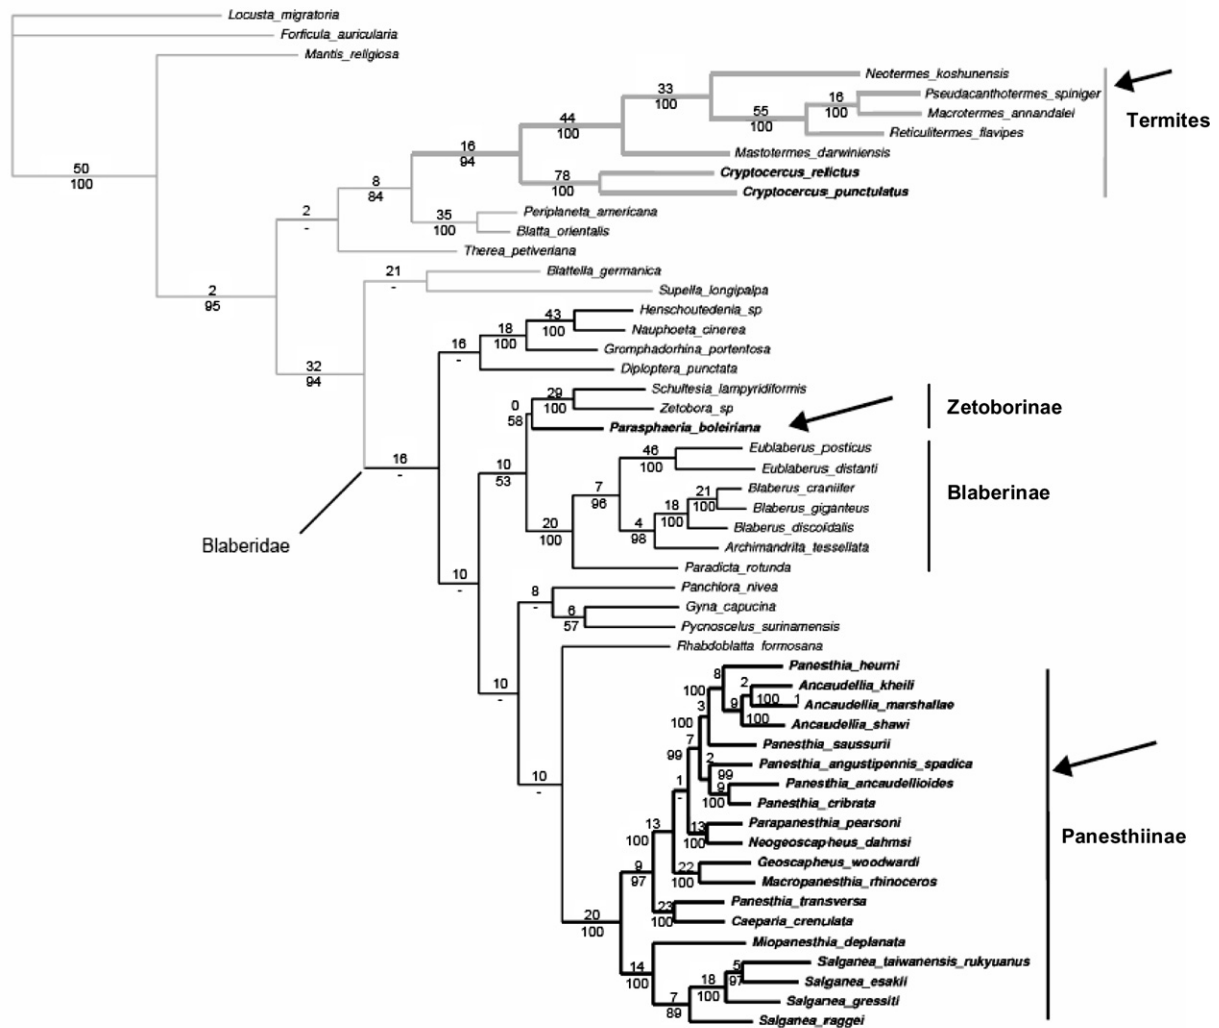 Locusta_migratoria
Forficula_auricularia
Mantis_religiosa
Neotermes_koshunensis
33
100
Pseudacanthotermes_spiniger
16
100
Macrotermes_annandalei
55
100
Termites
44
100
Reticulitermes_flavipes
16
94
Mastotermes_darwiniensis
50
100
78
100
Cryptocercus_relictus
8
84
Cryptocercus_punctulatus
2
-
35
100
Periplaneta_americana
Blatta_orientalis
Therea_petiveriana
21
-
Blattella_germanica
2
95
Supella_longipalpa
Henschoutedenia_sp
43
100
18
100
Nauphoeta_cinerea
16
-
Gromphadorhina_portentosa
32
94
Diploptera_punctata
Schultesia_lampyridiformis
29
100
0
58
Zetobora_sp
Zetoborinae
Parasphaeria_boleiriana
16
-
46
100
Eublaberus_posticus
10
53
Eublaberus_distanti
7
96
21
100
Blaberus_craniifer
Blaberinae
18
100
Blaberus_giganteus
4
98
Blaberus_discoidalis
20
100
Archimandrita_tessellata
Blaberidae
Paradicta_rotunda
10
-
8
-
Panchlora_nivea
6
57
Gyna_capucina
Pycnoscelus_surinamensis
Rhabdoblatta formosana
10
-
Panesthia_heurni
8
100
2
100
1
Ancaudellia_kheili
9
100
Ancaudellia_marshallae
3
100
Ancaudellia_shawi
7
99
Panesthia_saussurii
2
99
Panesthia_angustipennis_spadica
10
-
1
-
9
100
Panesthia_ancaudellioides
Panesthia_cribrata
13
100
13
100
Parapanesthia_pearsoni
Panesthiinae
Neogeoscapheus_dahmsi
9
97
22
100
Geoscapheus_woodwardi
Macropanesthia_rhinoceros
23
100
Panesthia_transversa
20
100
Caeparia_crenulata
Miopanesthia_deplanata
14
100
5
97
Salganea_taiwanensis_rukyuanus
18
100
Salganea_esakii
7
89
Salganea_gressiti
Salganea_raggei